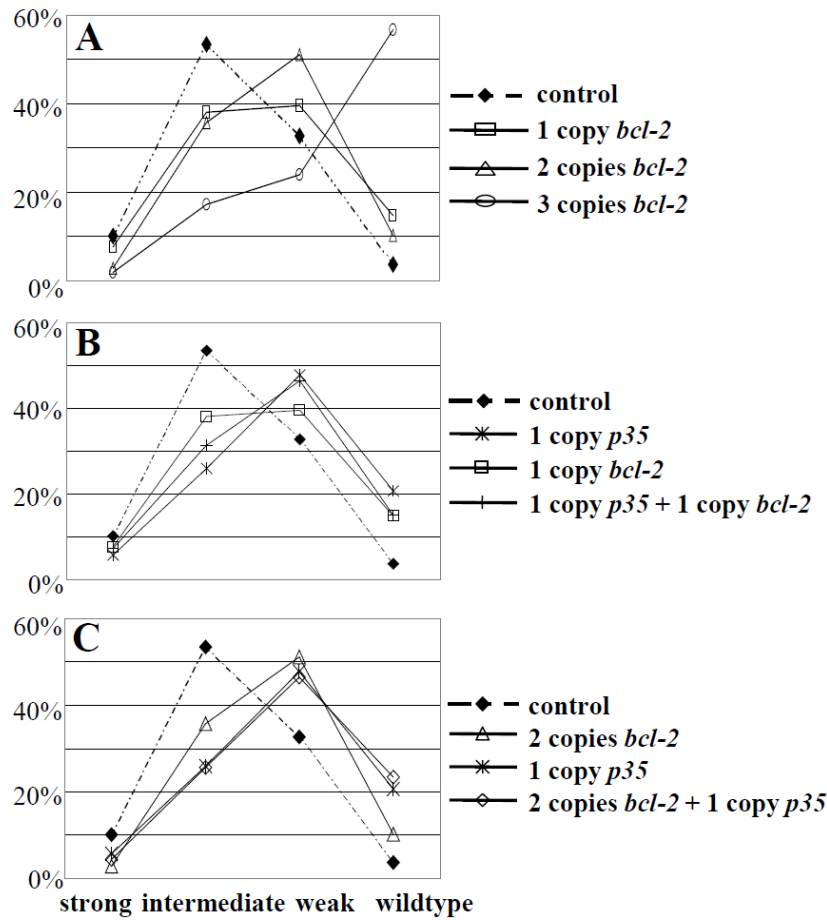 60%
A
40%
20%
0%
control
1 copy bcl-2
2 copies bcl-2
3 copies bcl-2
60%
B
40%
20%
0%
control
1 copy p35
1 copy bcl-2
1 copy p35 + 1 copy bcl-2
60%
C
40%
20%
0%
control
2 copies bcl-2
1 copy p35
2 copies bcl-2 + 1 copy p35
strong intermediate weak wildtype